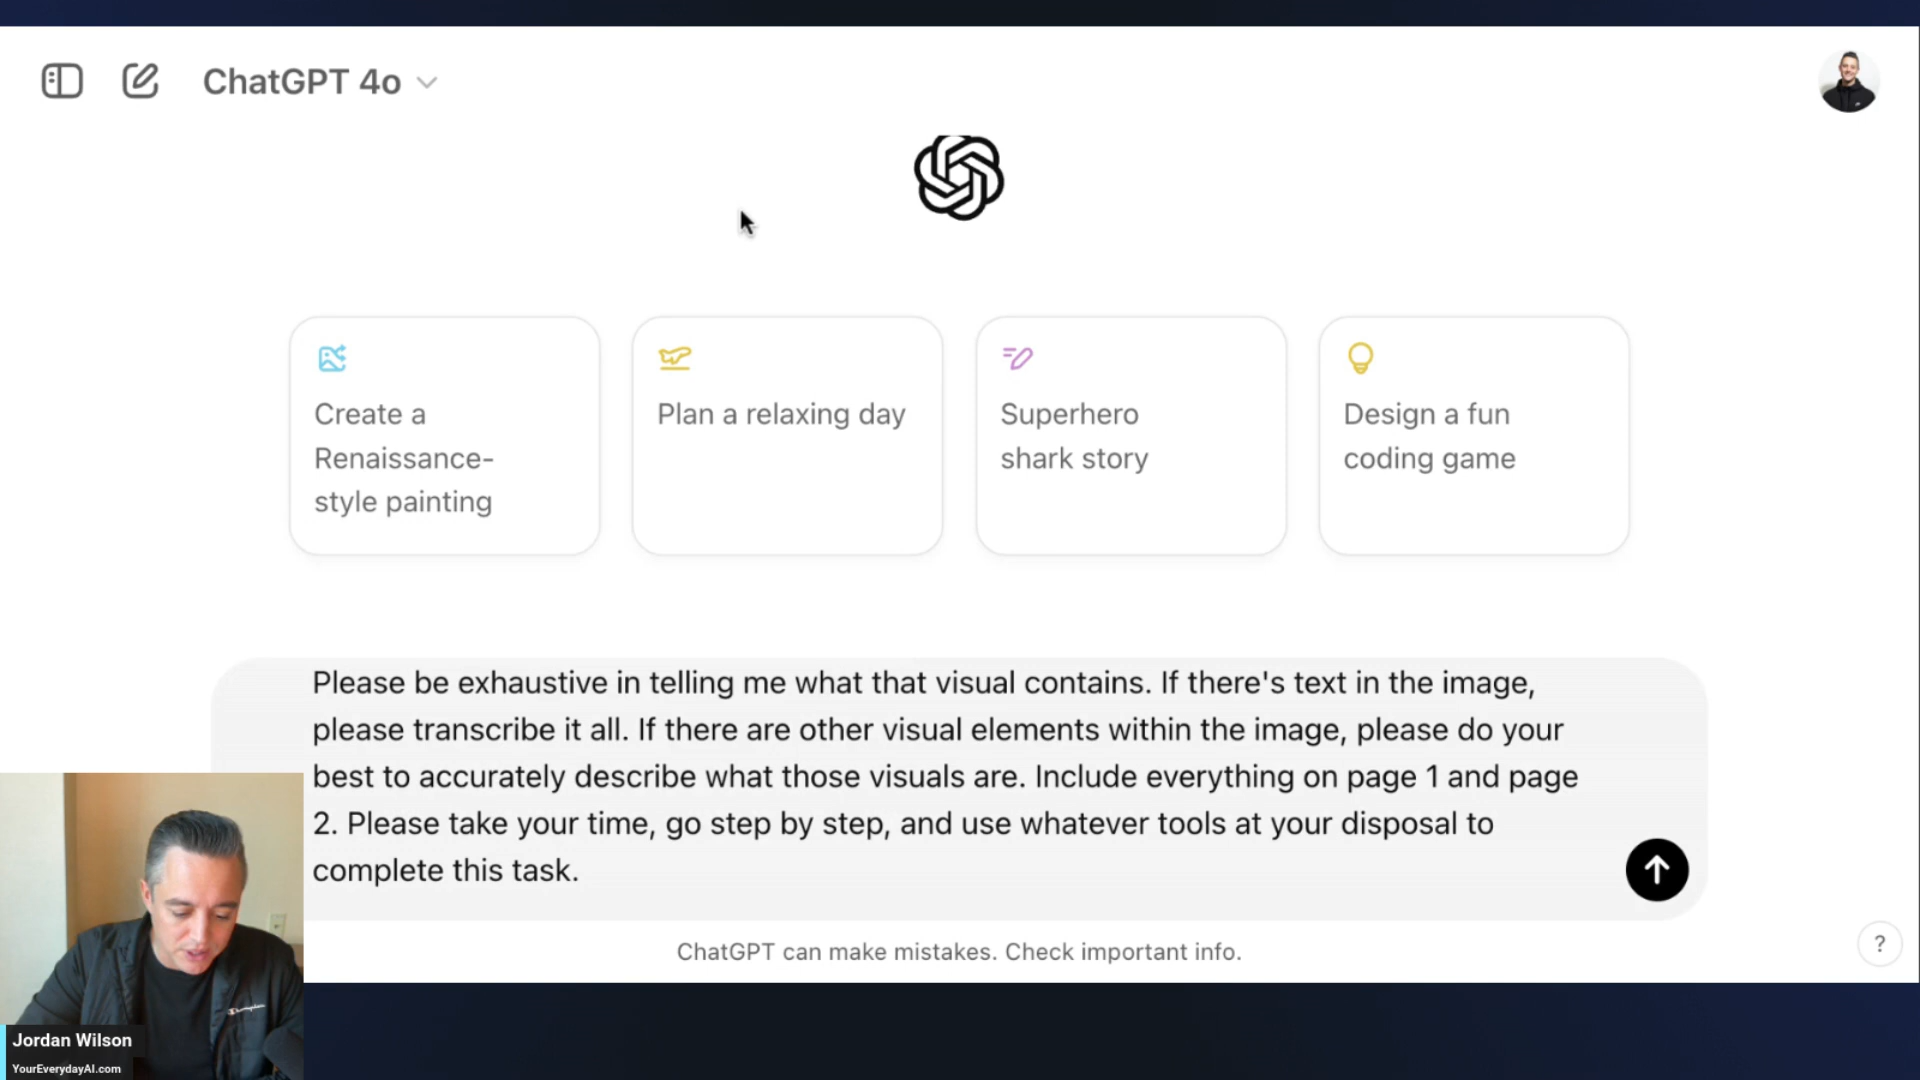 ChatGPT 4o
Create a
Renaissance-
style painting
Plan a relaxing day
Superhero
shark story
Design a fun
coding game
Please be exhaustive in telling me what that visual contains. If there's text in the image,
please transcribe it all. If there are other visual elements within the image, please do your
best to accurately describe what those visuals are. Include everything on page 1 and page
2. Please take your time, go step by step, and use whatever tools at your disposal to
complete this task.
ChatGPT can make mistakes. Check important info.
?
Champion
Jordan Wilson
YourEverydayAI.com